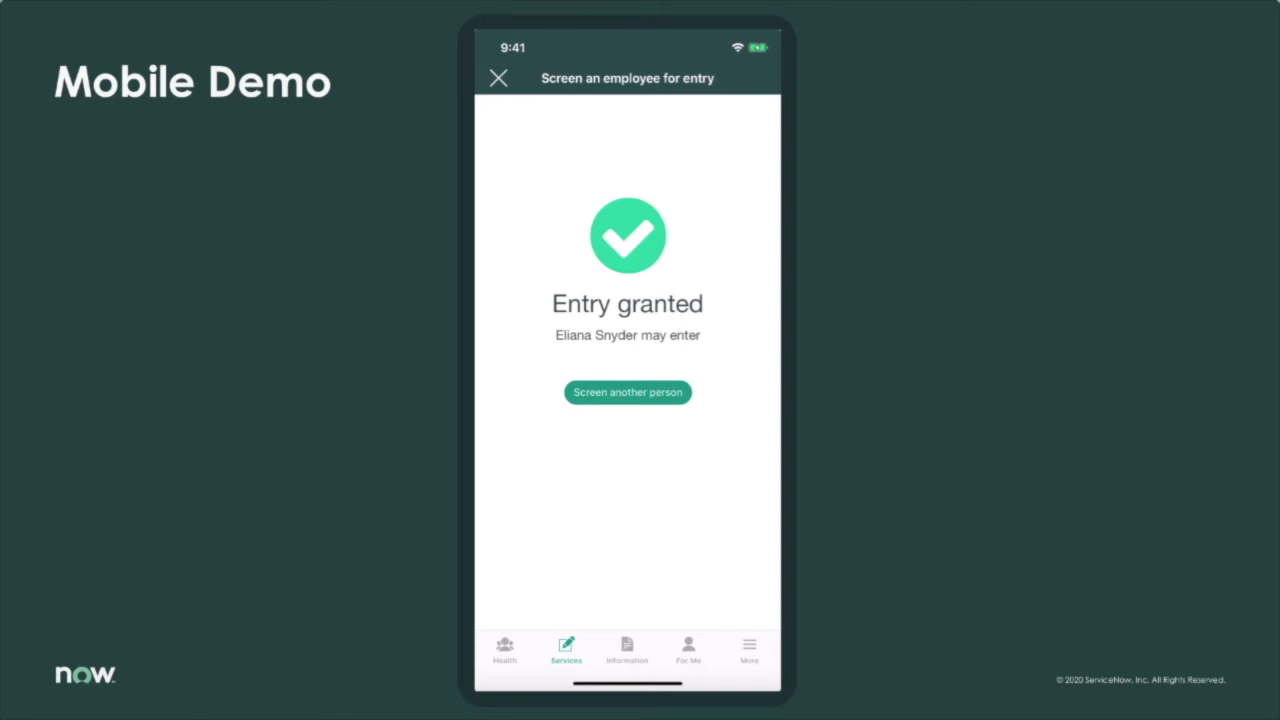 Mobile Demo
9:41
Screen an employee for entry
Entry granted
Eliana Snyder may enter
Screen another person
Health
Services
Information
For Me
More
now
© 2020 ServiceNow, Inc. All Rights Reserved.